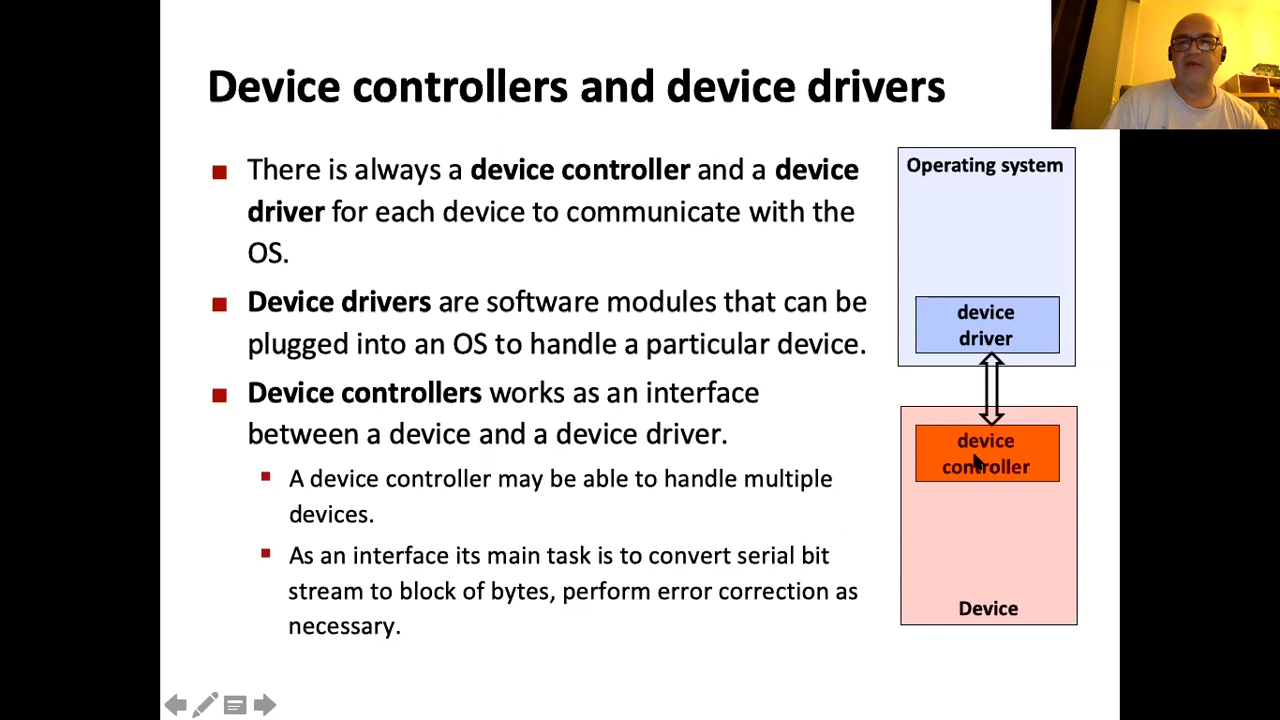 Device controllers and device drivers
There is always a device controller and a device
driver for each device to communicate with the
OS.
Device drivers are software modules that can be
plugged into an OS to handle a particular device.
Device controllers works as an interface
between a device and a device driver.
A device controller may be able to handle multiple
devices.
As an interface its main task is to convert serial bit
stream to block of bytes, perform error correction as
necessary.
Operating system
device
driver
device
controller
Device